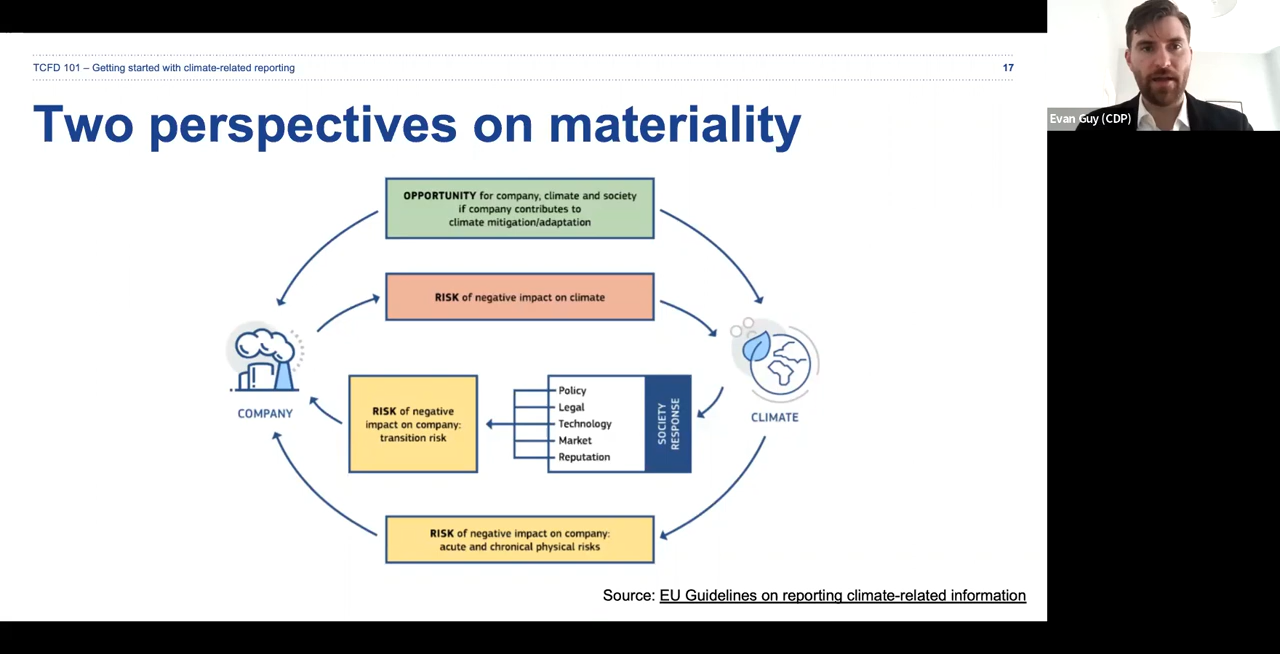 TCFD 101 – Getting started with climate-related reporting
17
Evan Guy (CDP)
Two perspectives on materiality
OPPORTUNITY for company, climate and society
if company contributes to
climate mitigation/adaptation
RISK of negative impact on climate
COMPANY
RISK of negative
impact on company:
transition risk
Policy
Legal
Technology
Market
Reputation
SOCIETY
RESPONSE
CLIMATE
RISK of negative impact on company:
acute and chronical physical risks
Source: EU Guidelines on reporting climate-related information